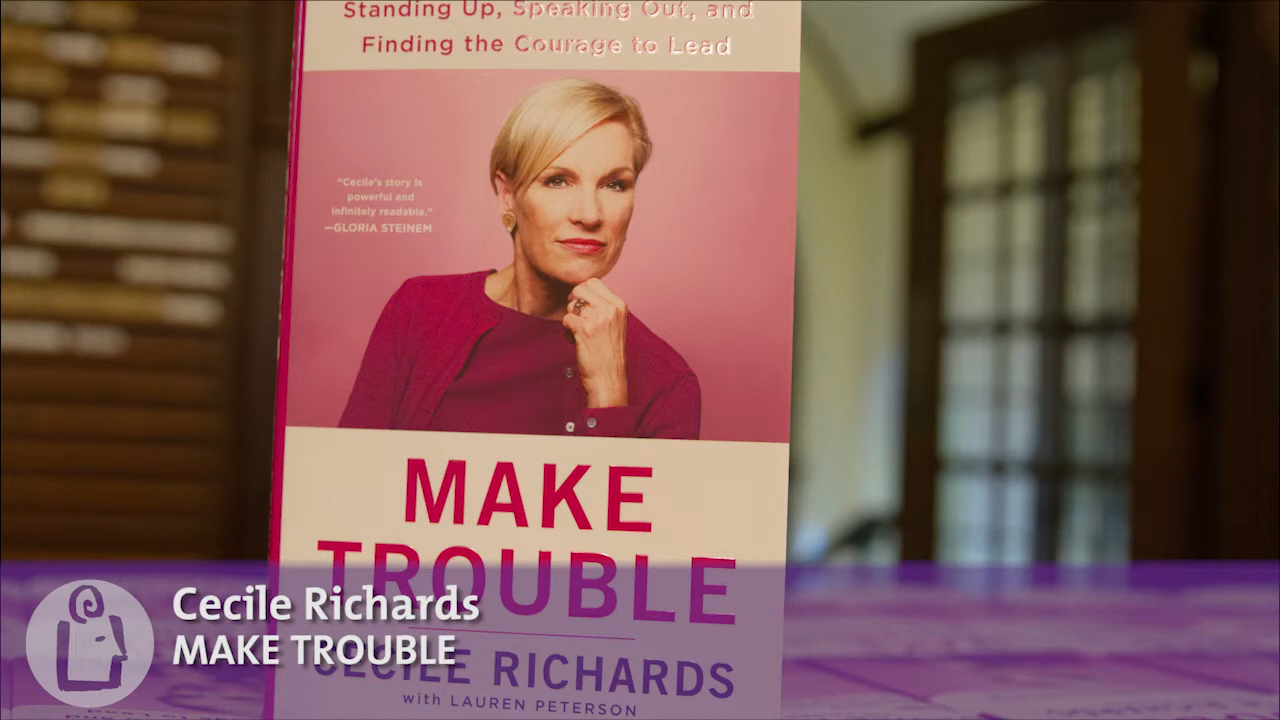 Standing Up, Speaking Out, and
Finding the Courage to Lead
“Cecile’s story is
powerful and
infinitely readable.”
—GLORIA STEINEM
MAKE
TROUBLE
CECILE RICHARDS
with LAUREN PETERSON
Cecile Richards
MAKE TROUBLE